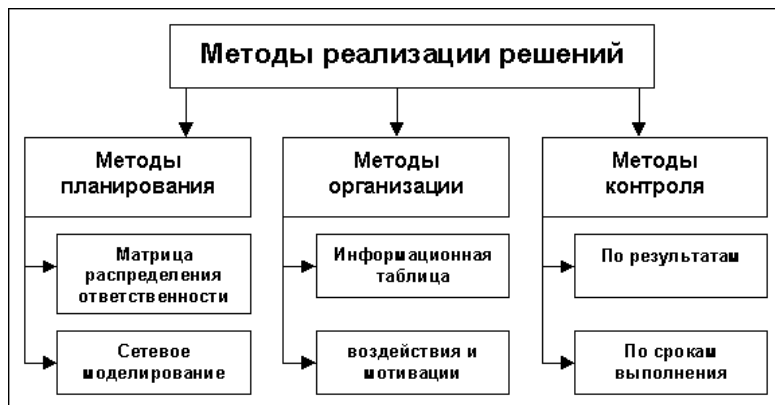 Методы реализации решений
Методы
планирования
Методы
организации
Методы
контроля
Матрица
распределения
ответственности
Информационная
таблица
По результатам
Сетевое
моделирование
воздействия и
мотивации
По срокам
выполнения